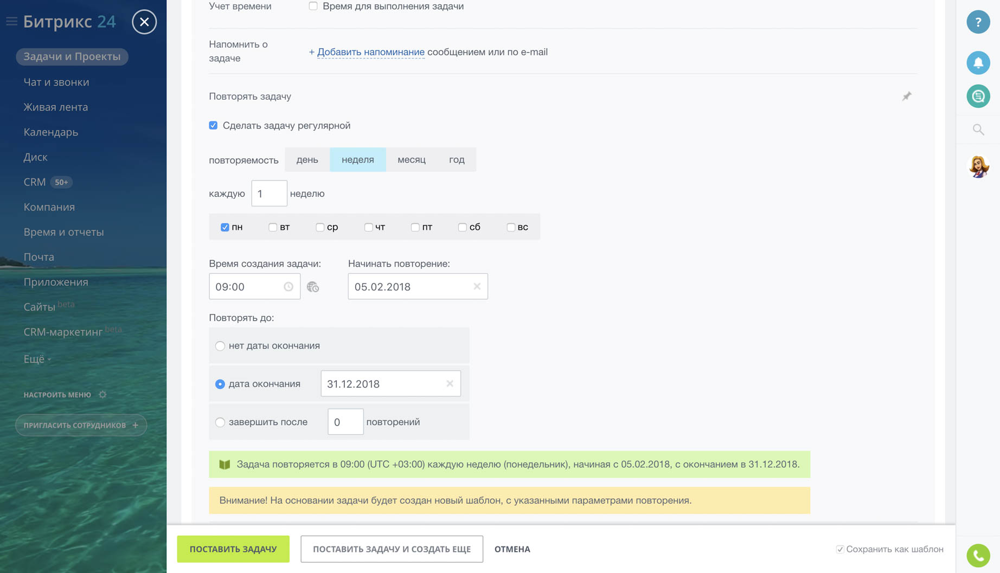 Битрикс 24
Задачи и Проекты
Чат и звонки
Живая лента
Календарь
Диск
CRM 50+
Компания
Время и отчеты
Почта
Приложения
Сайты beta
CRM-маркетинг beta
Ещё
НАСТРОИТЬ МЕНЮ
ПРИГЛАСИТЬ СОТРУДНИКОВ +
Учет времени
Время для выполнения задачи
Напомнить о
задаче
+ Добавить напоминание сообщением или по e-mail
Повторять задачу
Сделать задачу регулярной
повторяемость день неделя месяц год
каждую 1 неделю
пн вт ср чт пт сб вс
Время создания задачи: Начинать повторение:
09:00 05.02.2018
Повторять до:
нет даты окончания
дата окончания 31.12.2018
завершить после 0 повторений
Задача повторяется в 09:00 (UTC +03:00) каждую неделю (понедельник), начиная с 05.02.2018, с окончанием в 31.12.2018.
Внимание! На основании задачи будет создан новый шаблон, с указанными параметрами повторения.
ПОСТАВИТЬ ЗАДАЧУ ПОСТАВИТЬ ЗАДАЧУ И СОЗДАТЬ ЕЩЕ ОТМЕНА Сохранить как шаблон
?